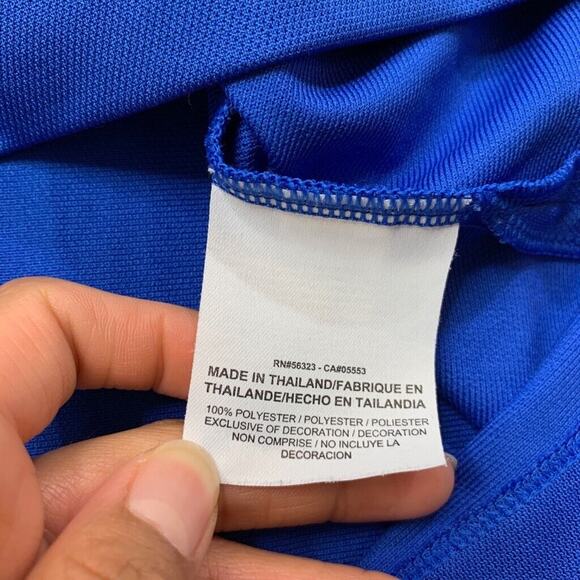 RN#56323 - CA#05553
MADE IN THAILAND/FABRIQUE EN
THAILANDE/HECHO EN TAILANDIA
100% POLYESTER / POLYESTER / POLIESTER
EXCLUSIVE OF DECORATION / DECORATION
NON COMPRISE / NO INCLUYE LA
DECORACION